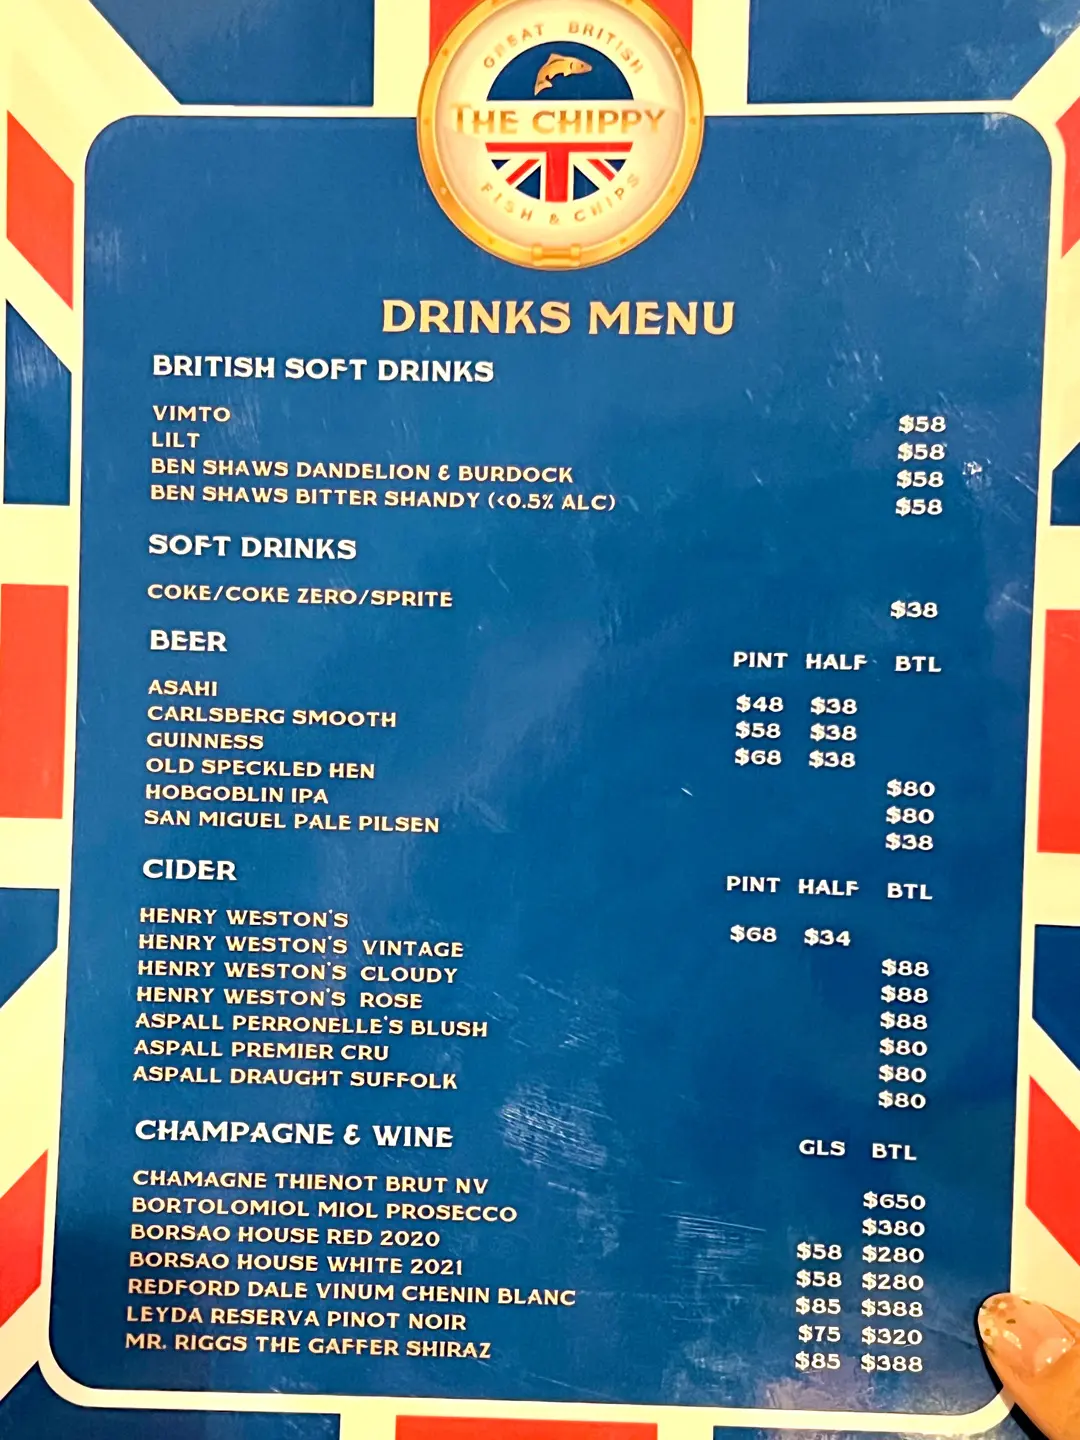 GREAT BRITISH
THE CHIPPY
FISH & CHIPS
DRINKS MENU
BRITISH SOFT DRINKS
VIMTO $58
LILT $58
BEN SHAWS DANDELION & BURDOCK $58
BEN SHAWS BITTER SHANDY (<0.5% ALC) $58
SOFT DRINKS
COKE/COKE ZERO/SPRITE $38
BEER PINT HALF BTL
ASAHI $48 $38
CARLSBERG SMOOTH $58 $38
GUINNESS $68 $38
OLD SPECKLED HEN $80
HOBGOBLIN IPA $80
SAN MIGUEL PALE PILSEN $38
CIDER PINT HALF BTL
HENRY WESTON'S $68 $34
HENRY WESTON'S VINTAGE $88
HENRY WESTON'S CLOUDY $88
HENRY WESTON'S ROSE $88
ASPALL PERRONELLE'S BLUSH $80
ASPALL PREMIER CRU $80
ASPALL DRAUGHT SUFFOLK $80
CHAMPAGNE & WINE GLS BTL
CHAMAGNE THIENOT BRUT NV $650
BORTOLOMIOL MIOL PROSECCO $380
BORSAO HOUSE RED 2020 $58 $280
BORSAO HOUSE WHITE 2021 $58 $280
REDFORD DALE VINUM CHENIN BLANC $85 $388
LEYDA RESERVA PINOT NOIR $75 $320
MR. RIGGS THE GAFFER SHIRAZ $85 $388